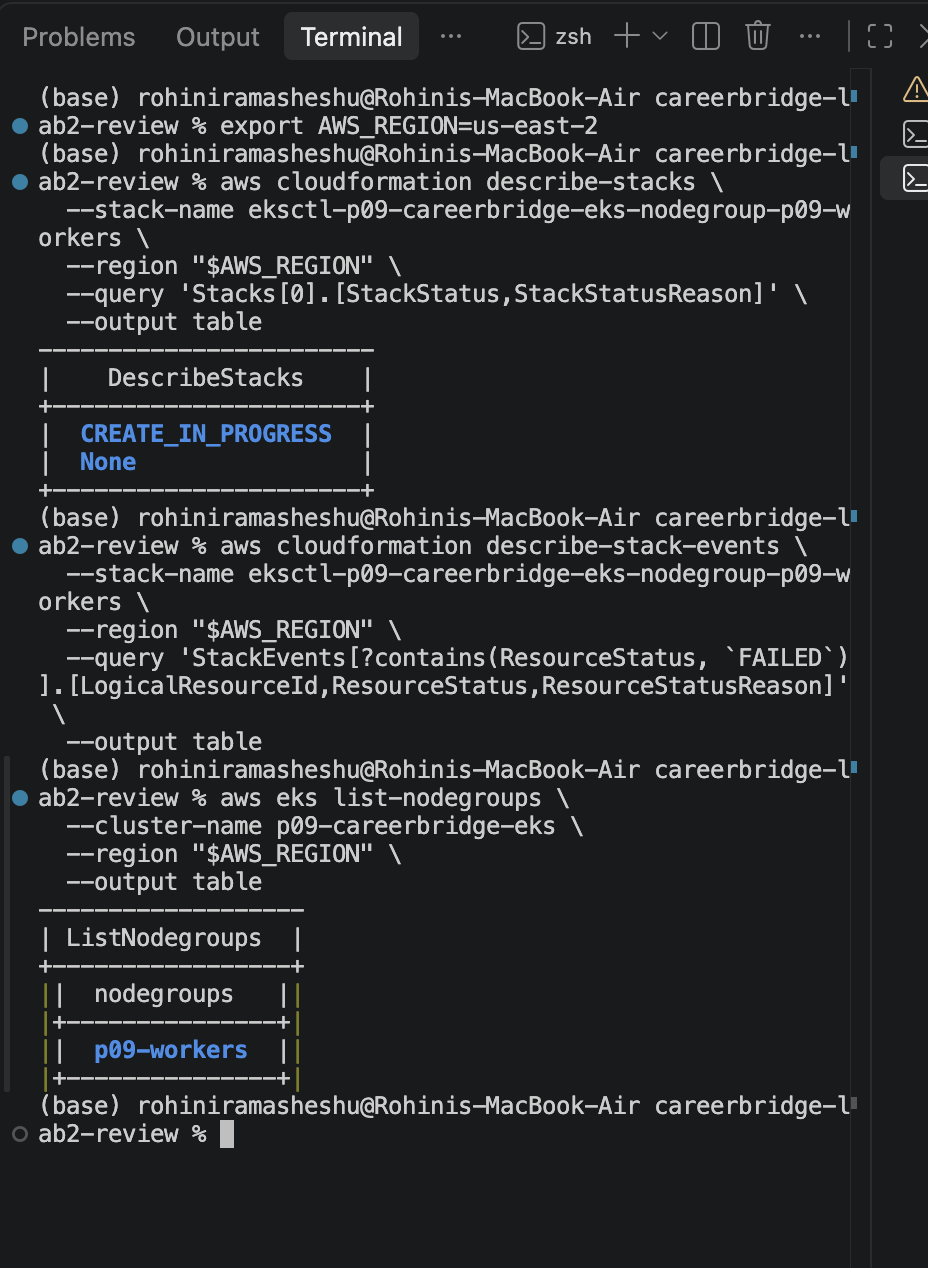 Problems Output Terminal ··· zsh ···
(base) rohiniramasheshu@Rohinis-MacBook-Air careerbridge-l
ab2-review % export AWS_REGION=us-east-2
(base) rohiniramasheshu@Rohinis-MacBook-Air careerbridge-l
ab2-review % aws cloudformation describe-stacks \
--stack-name eksctl-p09-careerbridge-eks-nodegroup-p09-w
orkers \
--region "$AWS_REGION" \
--query 'Stacks[0].[StackStatus,StackStatusReason]' \
--output table
-------------------------
|    DescribeStacks     |
+-----------------------+
|  CREATE_IN_PROGRESS   |
|  None                 |
+-----------------------+
(base) rohiniramasheshu@Rohinis-MacBook-Air careerbridge-l
ab2-review % aws cloudformation describe-stack-events \
--stack-name eksctl-p09-careerbridge-eks-nodegroup-p09-w
orkers \
--region "$AWS_REGION" \
--query 'StackEvents[?contains(ResourceStatus, `FAILED`)
].[LogicalResourceId,ResourceStatus,ResourceStatusReason]'
\
--output table
(base) rohiniramasheshu@Rohinis-MacBook-Air careerbridge-l
ab2-review % aws eks list-nodegroups \
--cluster-name p09-careerbridge-eks \
--region "$AWS_REGION" \
--output table
-------------------
| ListNodegroups  |
+-----------------+
||  nodegroups   ||
|+---------------+|
||  p09-workers  ||
|+---------------+|
(base) rohiniramasheshu@Rohinis-MacBook-Air careerbridge-l
ab2-review %